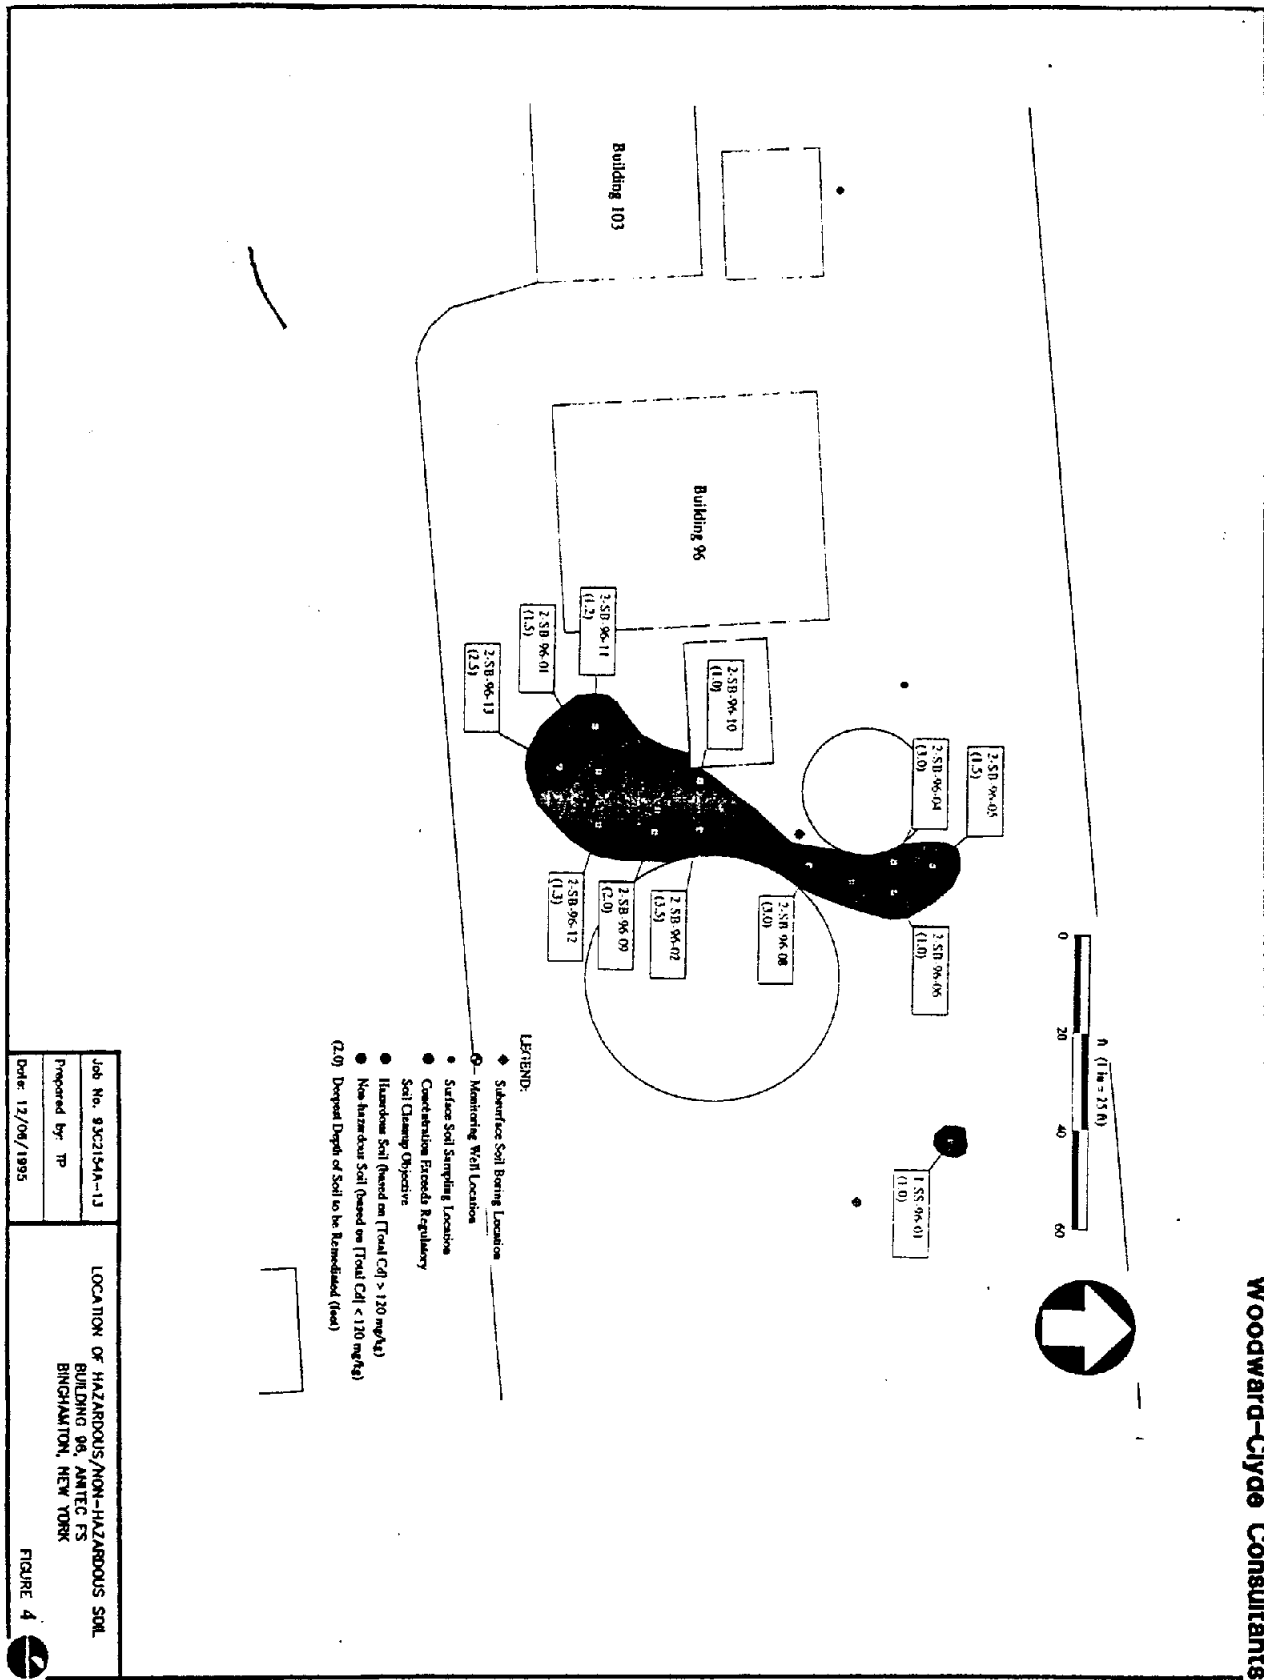 Woodward-Clyde Consultants
Building 103
Building 96
2-SB-96-11
(1.2)
2-SB-96-01
(1.5)
2-SB-96-13
(2.5)
2-SB-96-10
(1.0)
2-SB-96-04
(3.0)
2-SB-96-05
(1.5)
2-SB-96-12
(1.3)
2-SB-96-09
(2.0)
2-SB-96-02
(3.5)
2-SB-96-08
(3.0)
2-SB-96-06
(1.0)
1-SS-96-01
(1.0)
ft (1 in = 25 ft)
0 20 40 60
LEGEND:
Subsurface Soil Boring Location
Monitoring Well Location
Surface Soil Sampling Location
Concentration Exceeds Regulatory
Soil Cleanup Objective
Hazardous Soil (based on [Total Cd] > 120 mg/kg)
Non-hazardous Soil (based on [Total Cd] < 120 mg/kg)
(2.0) Deepest Depth of Soil to be Remediated (feet)
Job No. 93C2154A-13
Prepared by: TP
Date: 12/08/1995
LOCATION OF HAZARDOUS/NON-HAZARDOUS SOIL
BUILDING 96, ANITEC FS
BINGHAMTON, NEW YORK
FIGURE 4